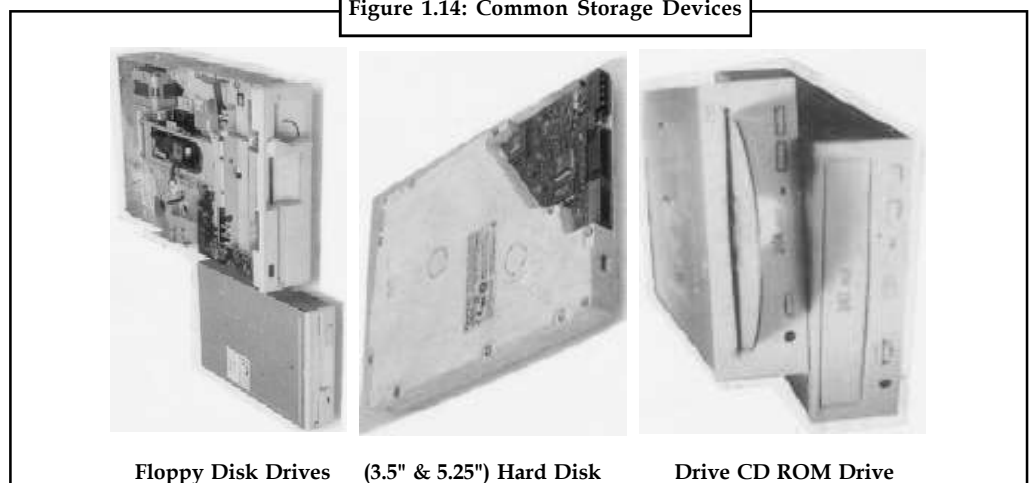 Figure 1.14: Common Storage Devices
Floppy Disk Drives (3.5" & 5.25") Hard Disk Drive CD ROM Drive